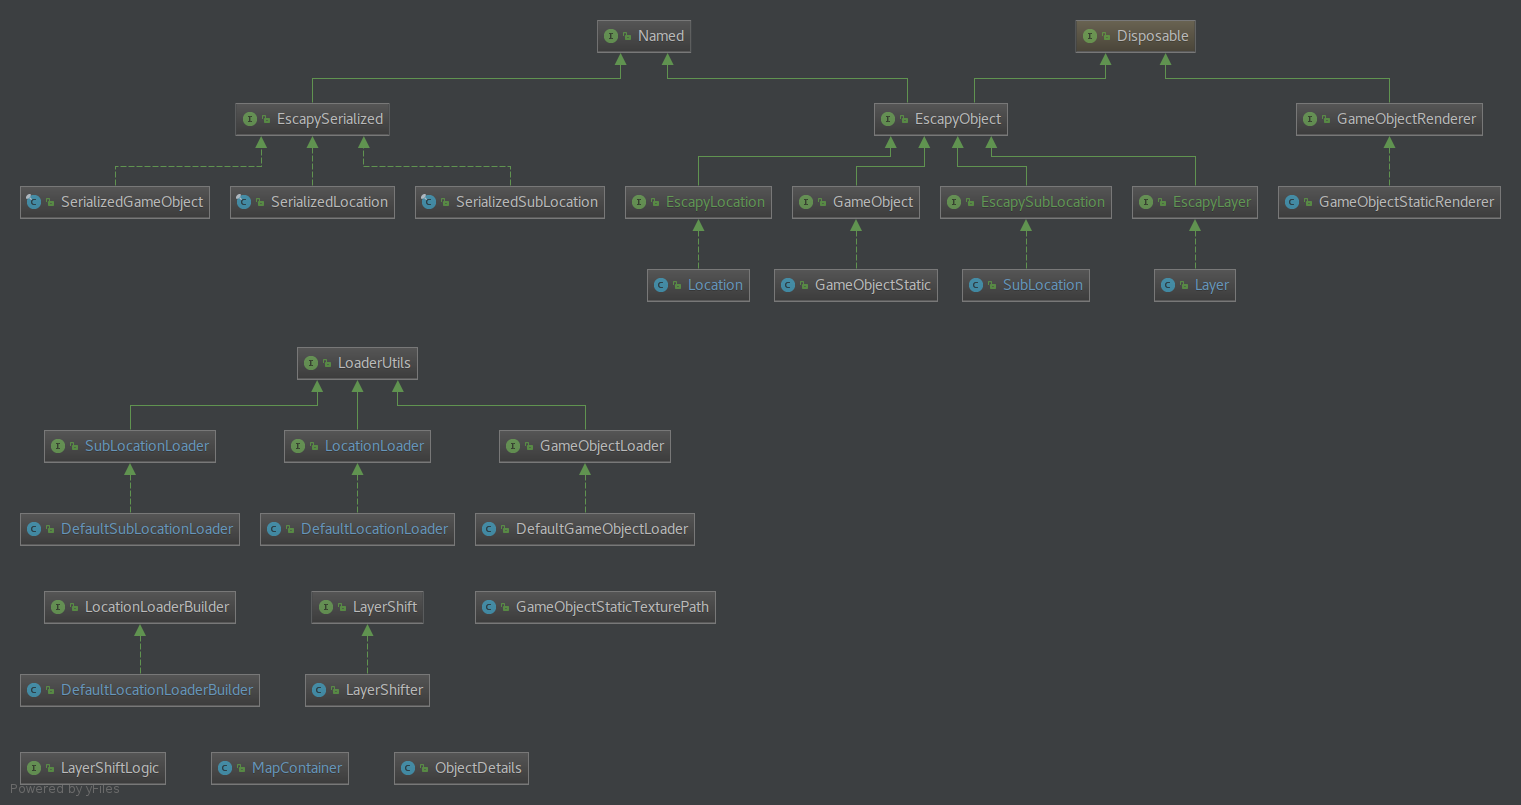 Named
Disposable
EscapySerialized
EscapyObject
GameObjectRenderer
SerializedGameObject
SerializedLocation
SerializedSubLocation
EscapyLocation
GameObject
EscapySubLocation
EscapyLayer
GameObjectStaticRenderer
Location
GameObjectStatic
SubLocation
Layer
LoaderUtils
SubLocationLoader
LocationLoader
GameObjectLoader
DefaultSubLocationLoader
DefaultLocationLoader
DefaultGameObjectLoader
LocationLoaderBuilder
LayerShift
GameObjectStaticTexturePath
DefaultLocationLoaderBuilder
LayerShifter
LayerShiftLogic
MapContainer
ObjectDetails
Powered by yFiles